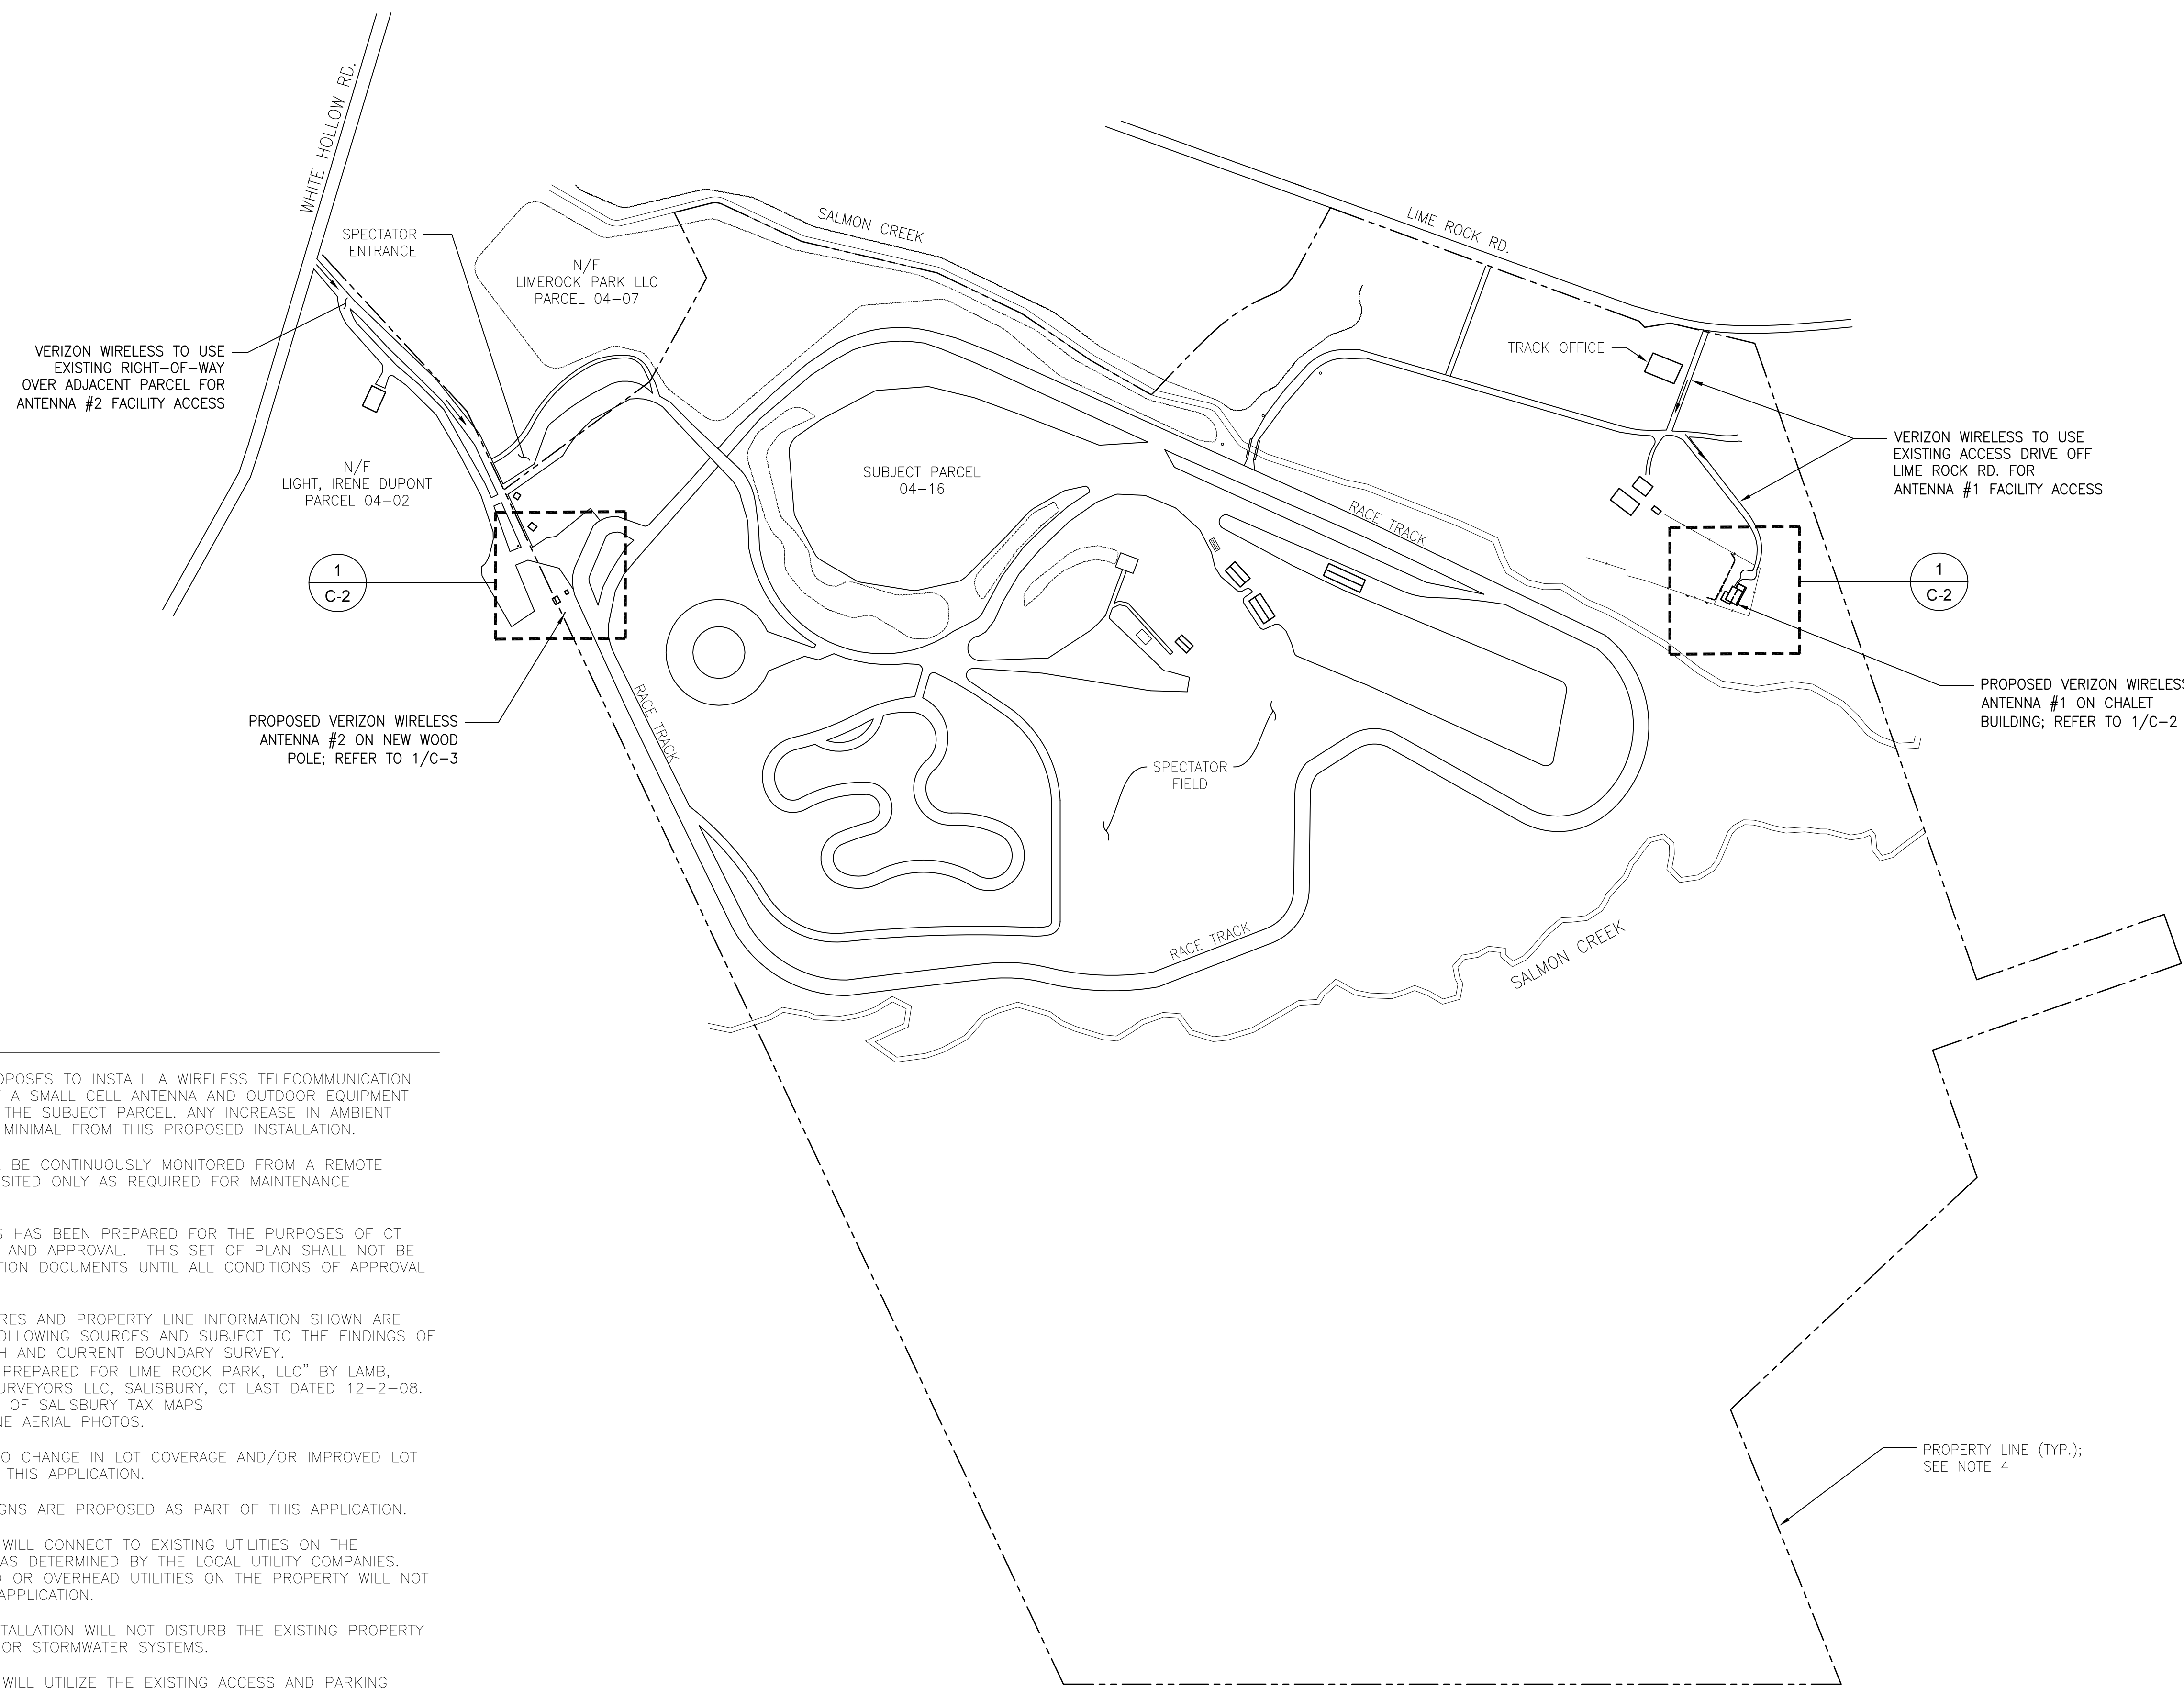 WHITE HOLLOW RD.
SPECTATOR
ENTRANCE
N/F
LIMEROCK PARK LLC
PARCEL 04-07
SALMON CREEK
LIME ROCK RD.
VERIZON WIRELESS TO USE
EXISTING RIGHT-OF-WAY
OVER ADJACENT PARCEL FOR
ANTENNA #2 FACILITY ACCESS
TRACK OFFICE
N/F
LIGHT, IRENE DUPONT
PARCEL 04-02
SUBJECT PARCEL
04-16
VERIZON WIRELESS TO USE
EXISTING ACCESS DRIVE OFF
LIME ROCK RD. FOR
ANTENNA #1 FACILITY ACCESS
RACE TRACK
1
C-2
1
C-2
PROPOSED VERIZON WIRELESS
ANTENNA #2 ON NEW WOOD
POLE; REFER TO 1/C-3
RACE TRACK
PROPOSED VERIZON WIRELESS
ANTENNA #1 ON CHALET
BUILDING; REFER TO 1/C-2
SPECTATOR
FIELD
RACE TRACK
SALMON CREEK
OPOSES TO INSTALL A WIRELESS TELECOMMUNICATION
A SMALL CELL ANTENNA AND OUTDOOR EQUIPMENT
THE SUBJECT PARCEL. ANY INCREASE IN AMBIENT
MINIMAL FROM THIS PROPOSED INSTALLATION.
BE CONTINUOUSLY MONITORED FROM A REMOTE
SITED ONLY AS REQUIRED FOR MAINTENANCE
S HAS BEEN PREPARED FOR THE PURPOSES OF CT
AND APPROVAL. THIS SET OF PLAN SHALL NOT BE
TION DOCUMENTS UNTIL ALL CONDITIONS OF APPROVAL
RES AND PROPERTY LINE INFORMATION SHOWN ARE
OLLOWING SOURCES AND SUBJECT TO THE FINDINGS OF
H AND CURRENT BOUNDARY SURVEY.
PREPARED FOR LIME ROCK PARK, LLC" BY LAMB,
URVEYORS LLC, SALISBURY, CT LAST DATED 12-2-08.
OF SALISBURY TAX MAPS
NE AERIAL PHOTOS.
O CHANGE IN LOT COVERAGE AND/OR IMPROVED LOT
THIS APPLICATION.
GNS ARE PROPOSED AS PART OF THIS APPLICATION.
WILL CONNECT TO EXISTING UTILITIES ON THE
AS DETERMINED BY THE LOCAL UTILITY COMPANIES.
D OR OVERHEAD UTILITIES ON THE PROPERTY WILL NOT
APPLICATION.
TALLATION WILL NOT DISTURB THE EXISTING PROPERTY
OR STORMWATER SYSTEMS.
WILL UTILIZE THE EXISTING ACCESS AND PARKING
PROPERTY LINE (TYP.);
SEE NOTE 4